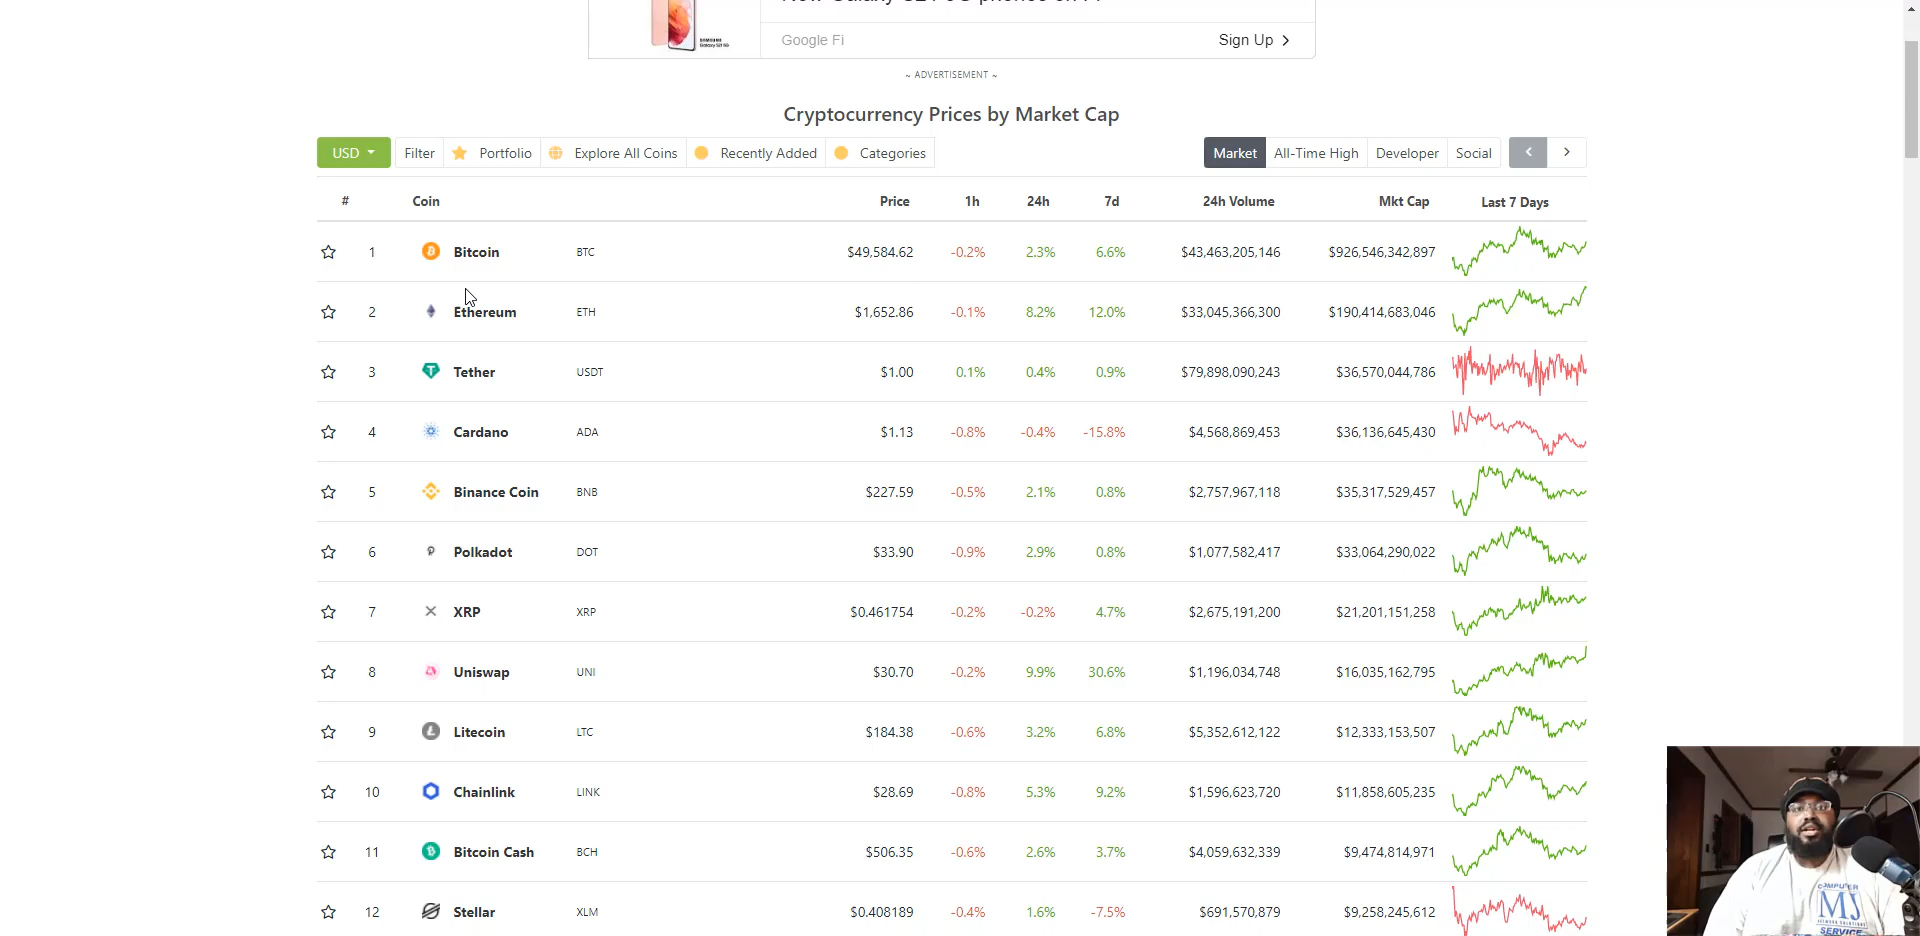 Google Fi
Sign Up
~ ADVERTISEMENT ~
Cryptocurrency Prices by Market Cap
USD Filter Portfolio Explore All Coins Recently Added Categories Market All-Time High Developer Social
# Coin Price 1h 24h 7d 24h Volume Mkt Cap Last 7 Days
1 Bitcoin BTC $49,584.62 -0.2% 2.3% 6.6% $43,463,205,146 $926,546,342,897
2 Ethereum ETH $1,652.86 -0.1% 8.2% 12.0% $33,045,366,300 $190,414,683,046
3 Tether USDT $1.00 0.1% 0.4% 0.9% $79,898,090,243 $36,570,044,786
4 Cardano ADA $1.13 -0.8% -0.4% -15.8% $4,568,869,453 $36,136,645,430
5 Binance Coin BNB $227.59 -0.5% 2.1% 0.8% $2,757,967,118 $35,317,529,457
6 Polkadot DOT $33.90 -0.9% 2.9% 0.8% $1,077,582,417 $33,064,290,022
7 XRP XRP $0.461754 -0.2% -0.2% 4.7% $2,675,191,200 $21,201,151,258
8 Uniswap UNI $30.70 -0.2% 9.9% 30.6% $1,196,034,748 $16,035,162,795
9 Litecoin LTC $184.38 -0.6% 3.2% 6.8% $5,352,612,122 $12,333,153,507
10 Chainlink LINK $28.69 -0.8% 5.3% 9.2% $1,596,623,720 $11,858,605,235
11 Bitcoin Cash BCH $506.35 -0.6% 2.6% 3.7% $4,059,632,339 $9,474,814,971
12 Stellar XLM $0.408189 -0.4% 1.6% -7.5% $691,570,879 $9,258,245,612
COMPUTER
MJ
SERVICE